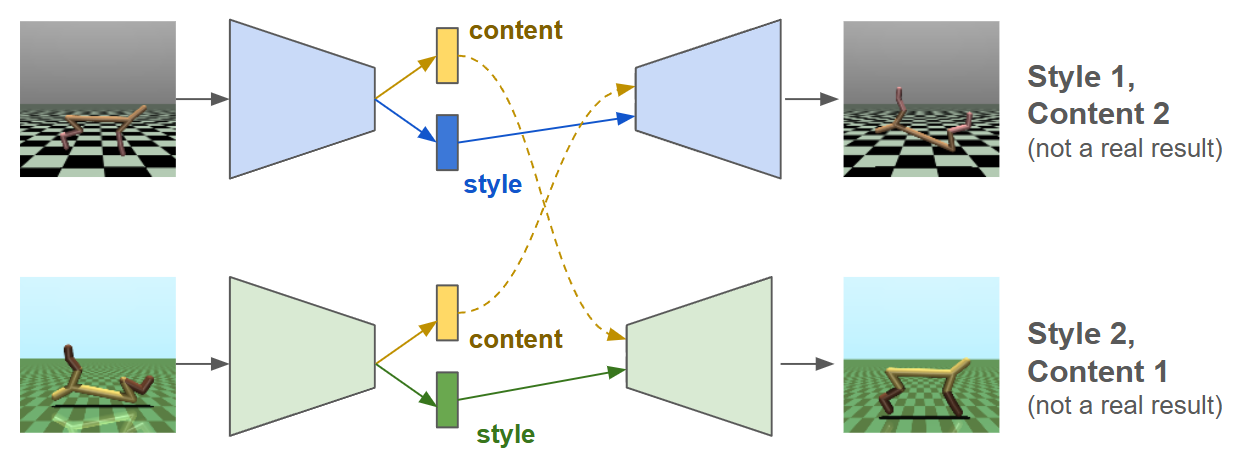 content
style
Style 1,
Content 2
(not a real result)
content
style
Style 2,
Content 1
(not a real result)